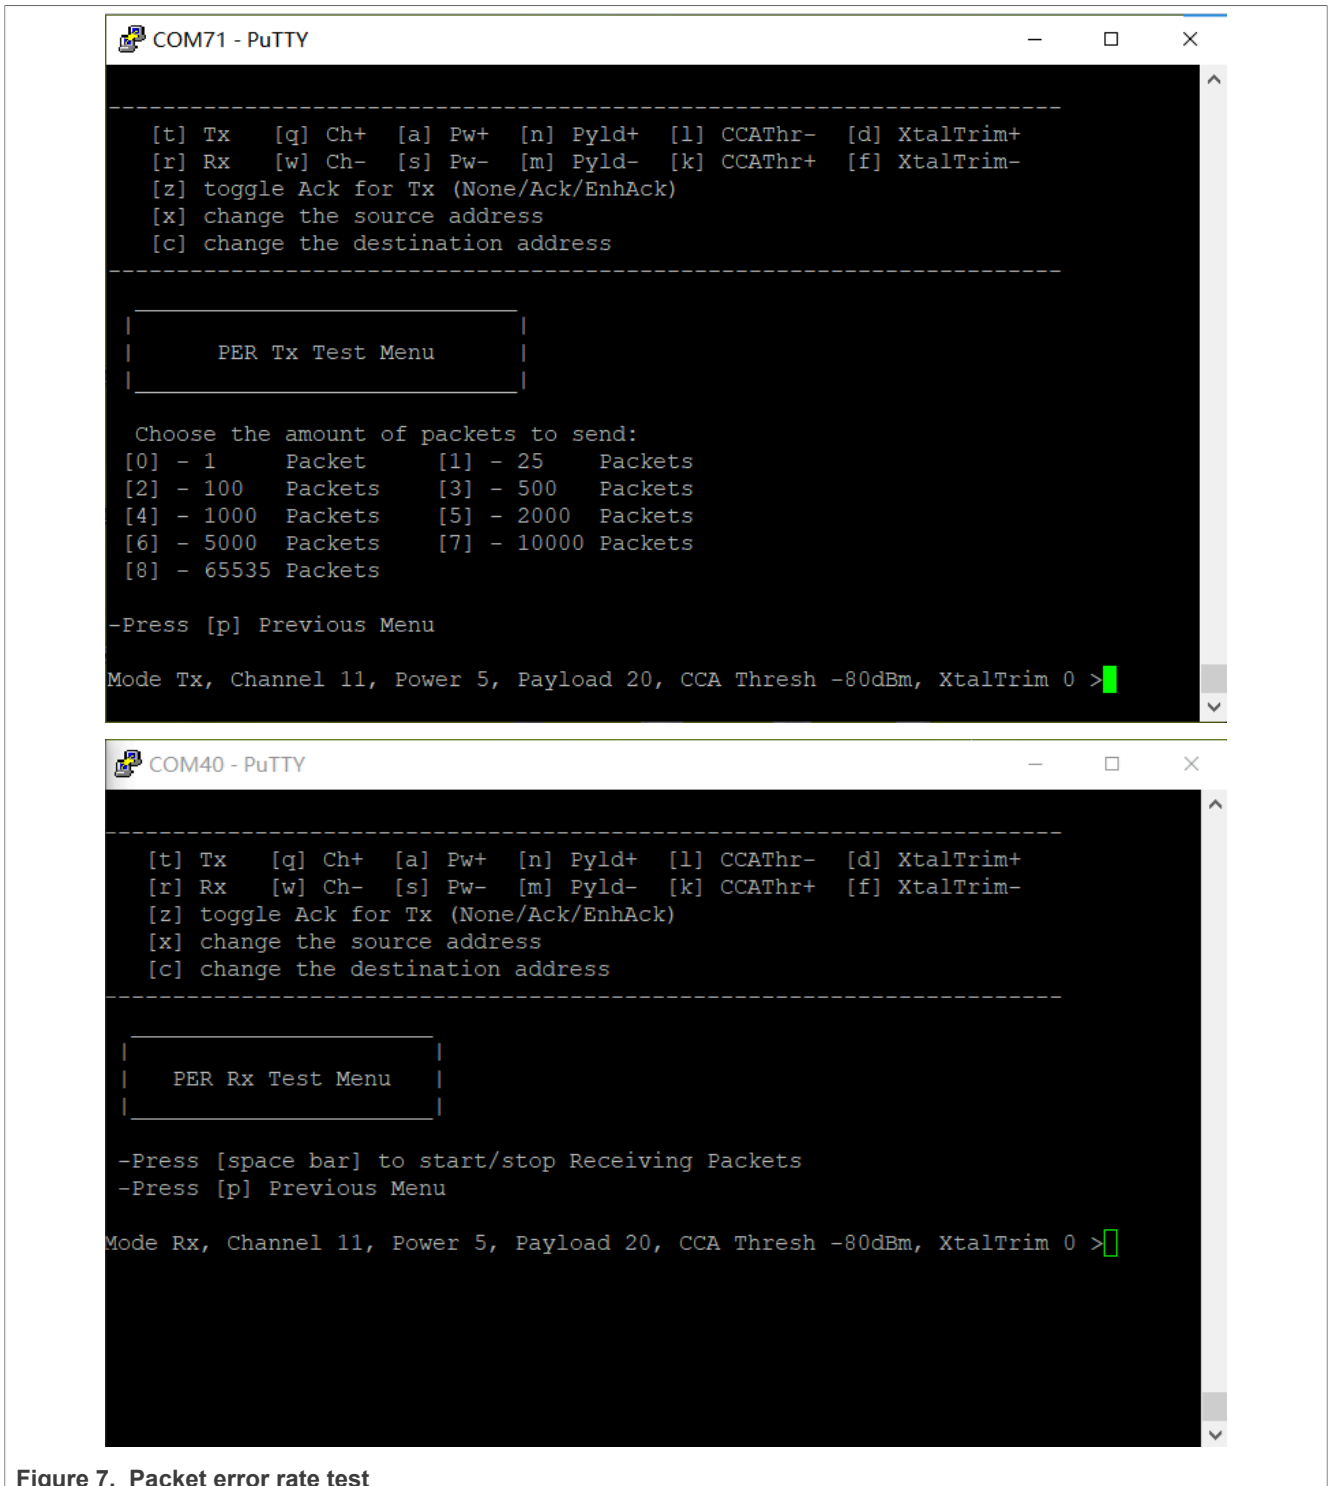 COM71 - PuTTY
[t] Tx [q] Ch+ [a] Pw+ [n] Pyld+ [l] CCAThr- [d] XtalTrim+
[r] Rx [w] Ch- [s] Pw- [m] Pyld- [k] CCAThr+ [f] XtalTrim-
[z] toggle Ack for Tx (None/Ack/EnhAck)
[x] change the source address
[c] change the destination address
PER Tx Test Menu
Choose the amount of packets to send:
[0] - 1 Packet [1] - 25 Packets
[2] - 100 Packets [3] - 500 Packets
[4] - 1000 Packets [5] - 2000 Packets
[6] - 5000 Packets [7] - 10000 Packets
[8] - 65535 Packets
-Press [p] Previous Menu
Mode Tx, Channel 11, Power 5, Payload 20, CCA Thresh -80dBm, XtalTrim 0 >
COM40 - PuTTY
[t] Tx [q] Ch+ [a] Pw+ [n] Pyld+ [l] CCAThr- [d] XtalTrim+
[r] Rx [w] Ch- [s] Pw- [m] Pyld- [k] CCAThr+ [f] XtalTrim-
[z] toggle Ack for Tx (None/Ack/EnhAck)
[x] change the source address
[c] change the destination address
PER Rx Test Menu
-Press [space bar] to start/stop Receiving Packets
-Press [p] Previous Menu
Mode Rx, Channel 11, Power 5, Payload 20, CCA Thresh -80dBm, XtalTrim 0 >
Figure 7. Packet error rate test